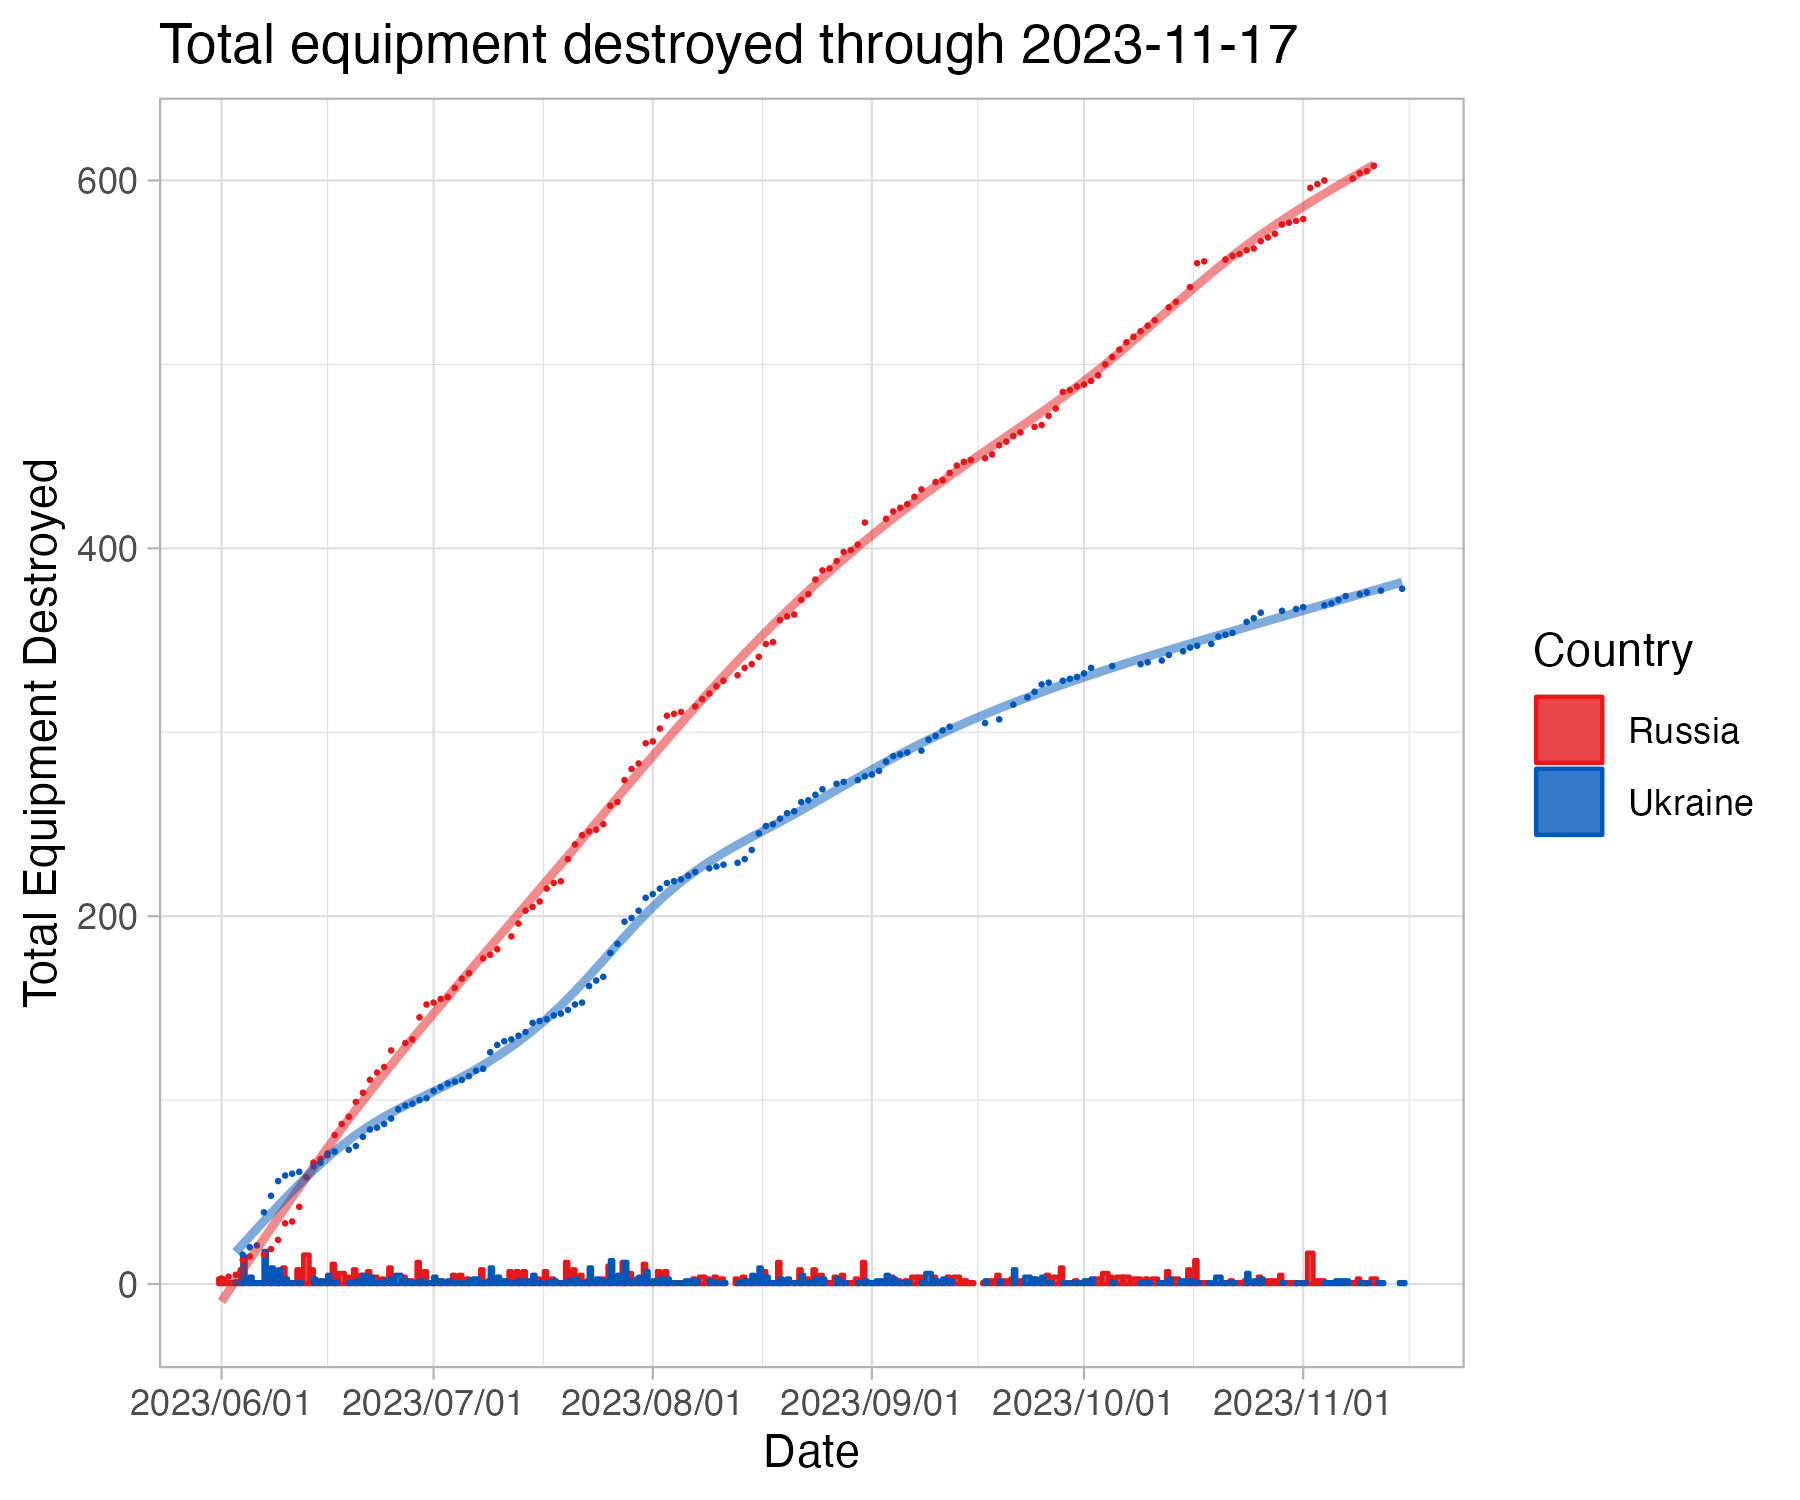 Total equipment destroyed through 2023-11-17
Total Equipment Destroyed
600
400
200
0
2023/06/01
2023/07/01
2023/08/01
2023/09/01
2023/10/01
2023/11/01
Date
Country
Russia
Ukraine